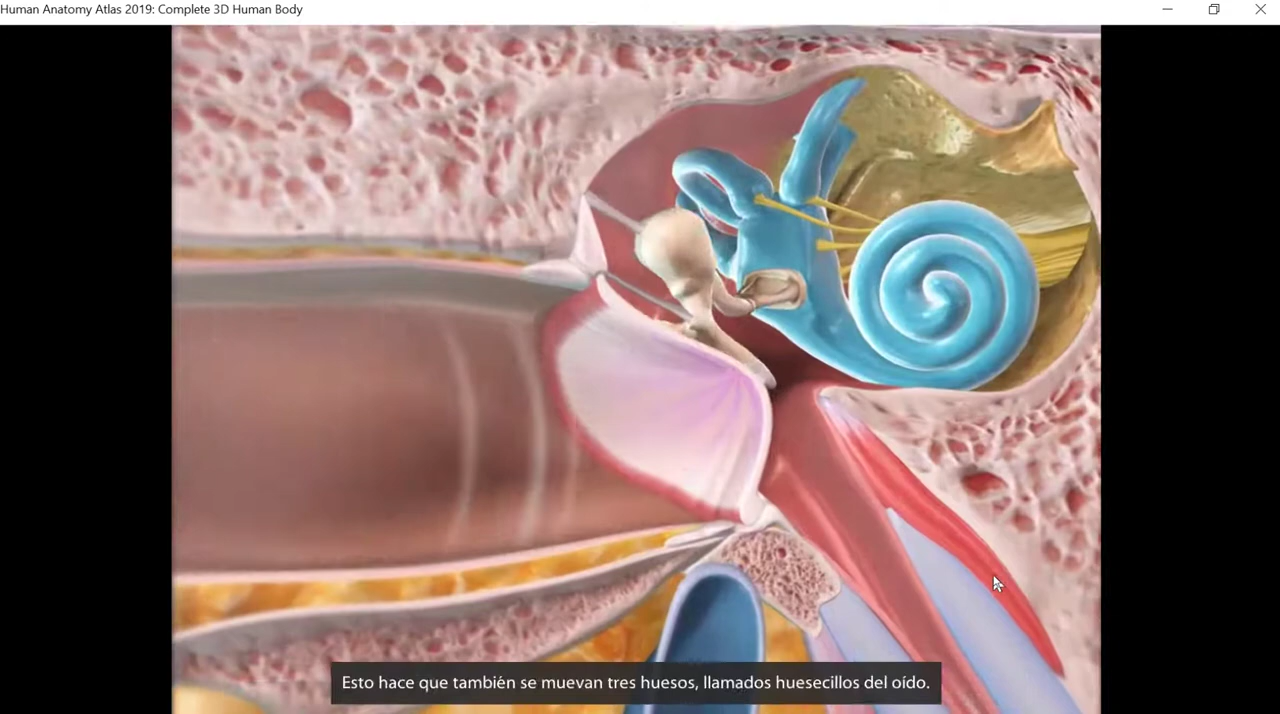 Human Anatomy Atlas 2019: Complete 3D Human Body
Esto hace que también se muevan tres huesos, llamados huesecillos del oído.